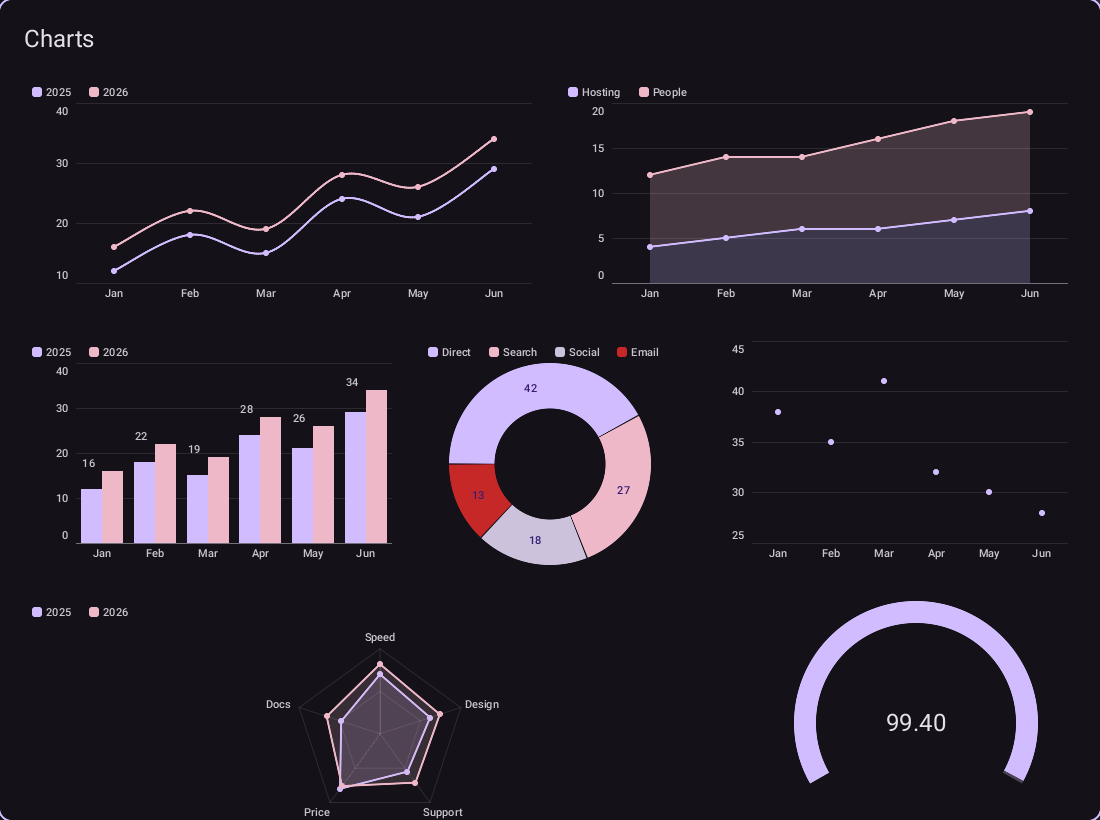 Charts
2025 2026
40
30
20
10
Jan Feb Mar Apr May Jun
Hosting People
20
15
10
5
0
Jan Feb Mar Apr May Jun
2025 2026
40
30
20
10
0
16 22 19 28 26 34
Jan Feb Mar Apr May Jun
Direct Search Social Email
42
27
13
18
45
40
35
30
25
Jan Feb Mar Apr May Jun
2025 2026
Speed
Docs Design
Price Support
99.40